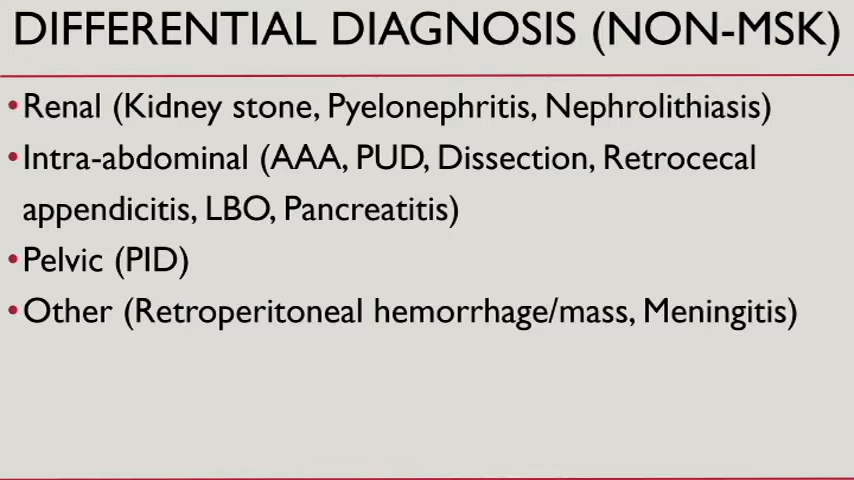 DIFFERENTIAL DIAGNOSIS (NON-MSK)
•Renal (Kidney stone, Pyelonephritis, Nephrolithiasis)
•Intra-abdominal (AAA, PUD, Dissection, Retrocecal
appendicitis, LBO, Pancreatitis)
•Pelvic (PID)
•Other (Retroperitoneal hemorrhage/mass, Meningitis)